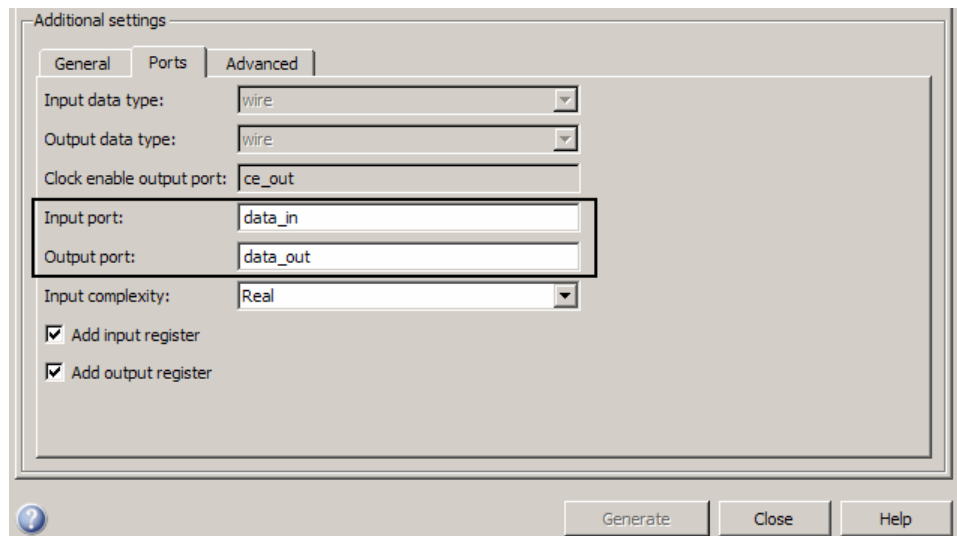 Additional settings
General Ports Advanced
Input data type: wire
Output data type: wire
Clock enable output port: ce_out
Input port: data_in
Output port: data_out
Input complexity: Real
Add input register
Add output register
? Generate Close Help